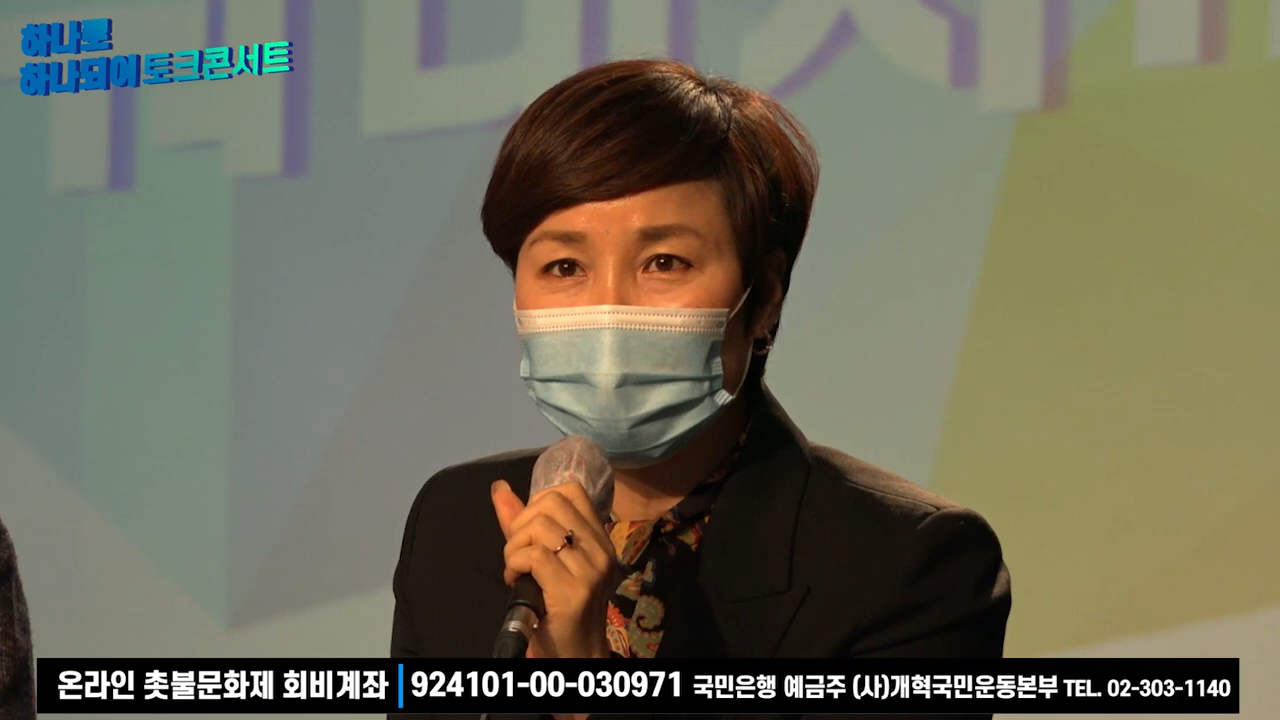 하나로
하나되어 토크콘서트
온라인 촛불문화제 회비계좌 924101-00-030971 국민은행 예금주 (사)개혁국민운동본부 TEL. 02-303-1140